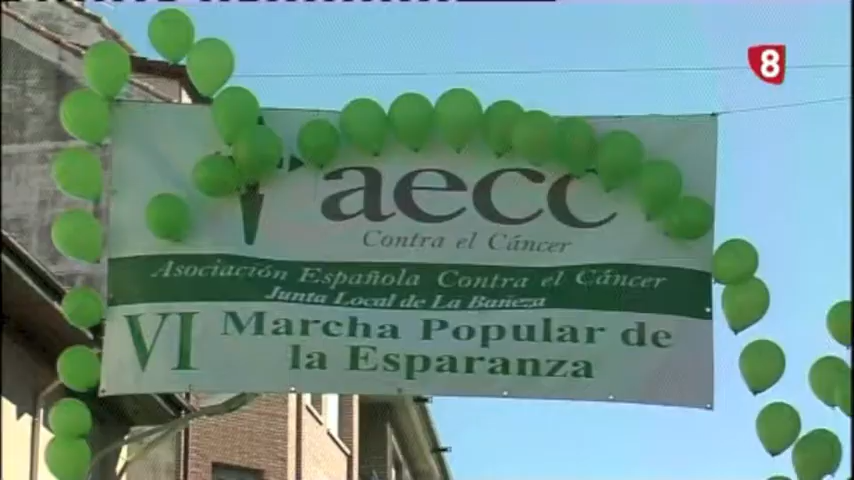 8
aecc
Contra el Cáncer
Asociación Española Contra el Cáncer
Junta Local de La Bañeza
VI Marcha Popular de
la Esperanza